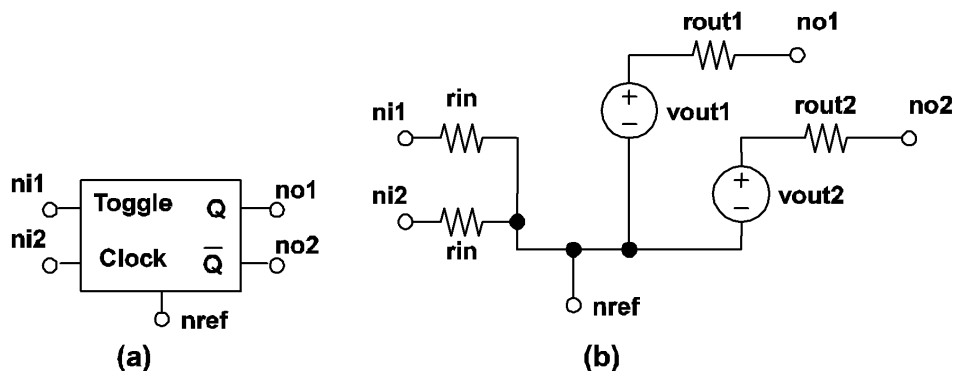 ni1
Toggle
Q
no1
ni2
Clock
Q̅
no2
nref
(a)
rout1
no1
rin
ni1
+
−
vout1
rout2
no2
ni2
rin
+
−
vout2
nref
(b)